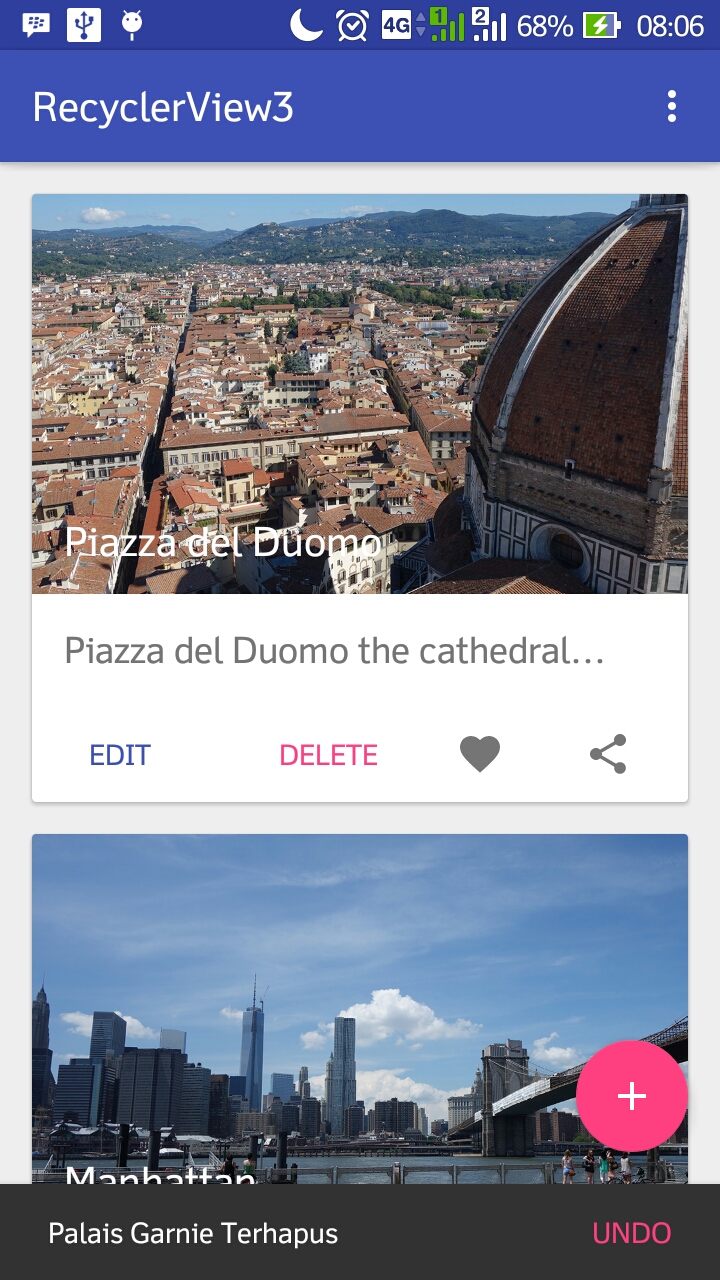 4G 1 2 68% 08:06
RecyclerView3
Piazza del Duomo
Piazza del Duomo the cathedral...
EDIT DELETE
Manhattan
Palais Garnie Terhapus UNDO